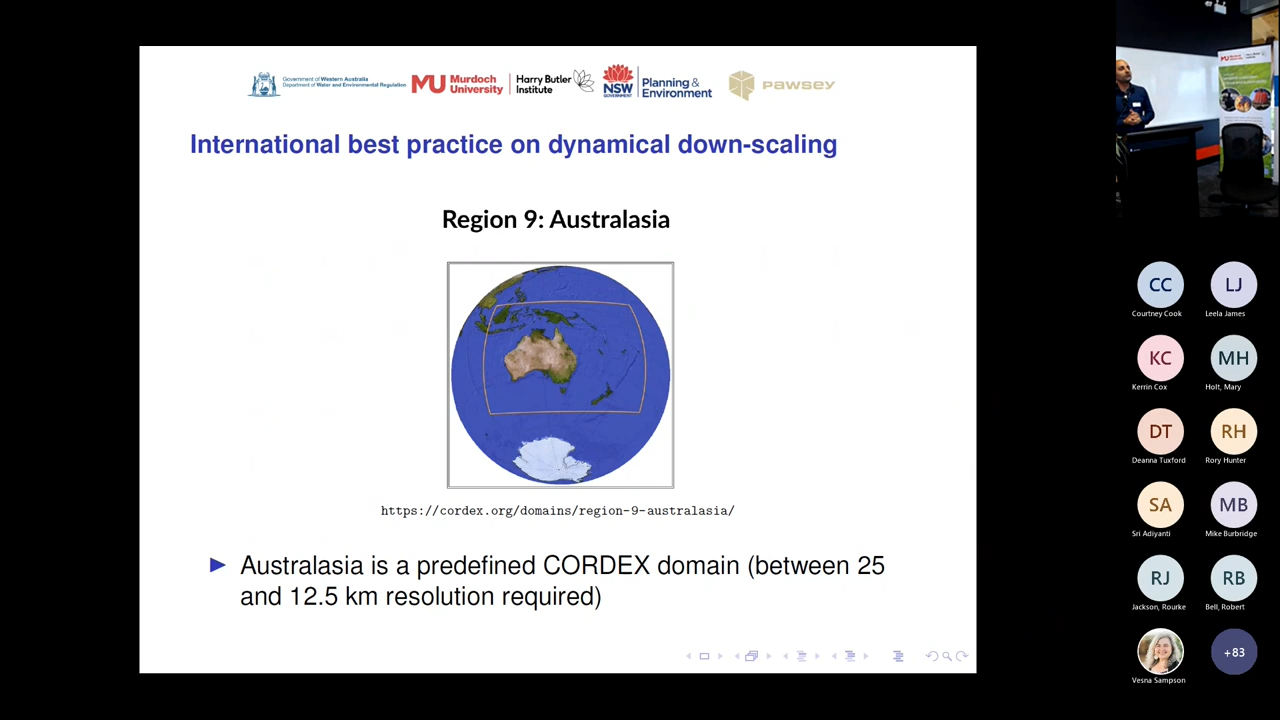 Government of Western Australia
Department of Water and Environmental Regulation
MU Murdoch University
Harry Butler Institute
NSW GOVERNMENT
Planning & Environment
PAWSEY
International best practice on dynamical down-scaling
Region 9: Australasia
https://cordex.org/domains/region-9-australasia/
Australasia is a predefined CORDEX domain (between 25
and 12.5 km resolution required)
CC
LJ
Courtney Cook
Leela James
KC
MH
Kerrin Cox
Holt, Mary
DT
RH
Deanna Tuxford
Rory Hunter
SA
MB
Sri Adiyanti
Mike Burbridge
RJ
RB
Jackson, Rourke
Bell, Robert
+83
Vesna Sampson